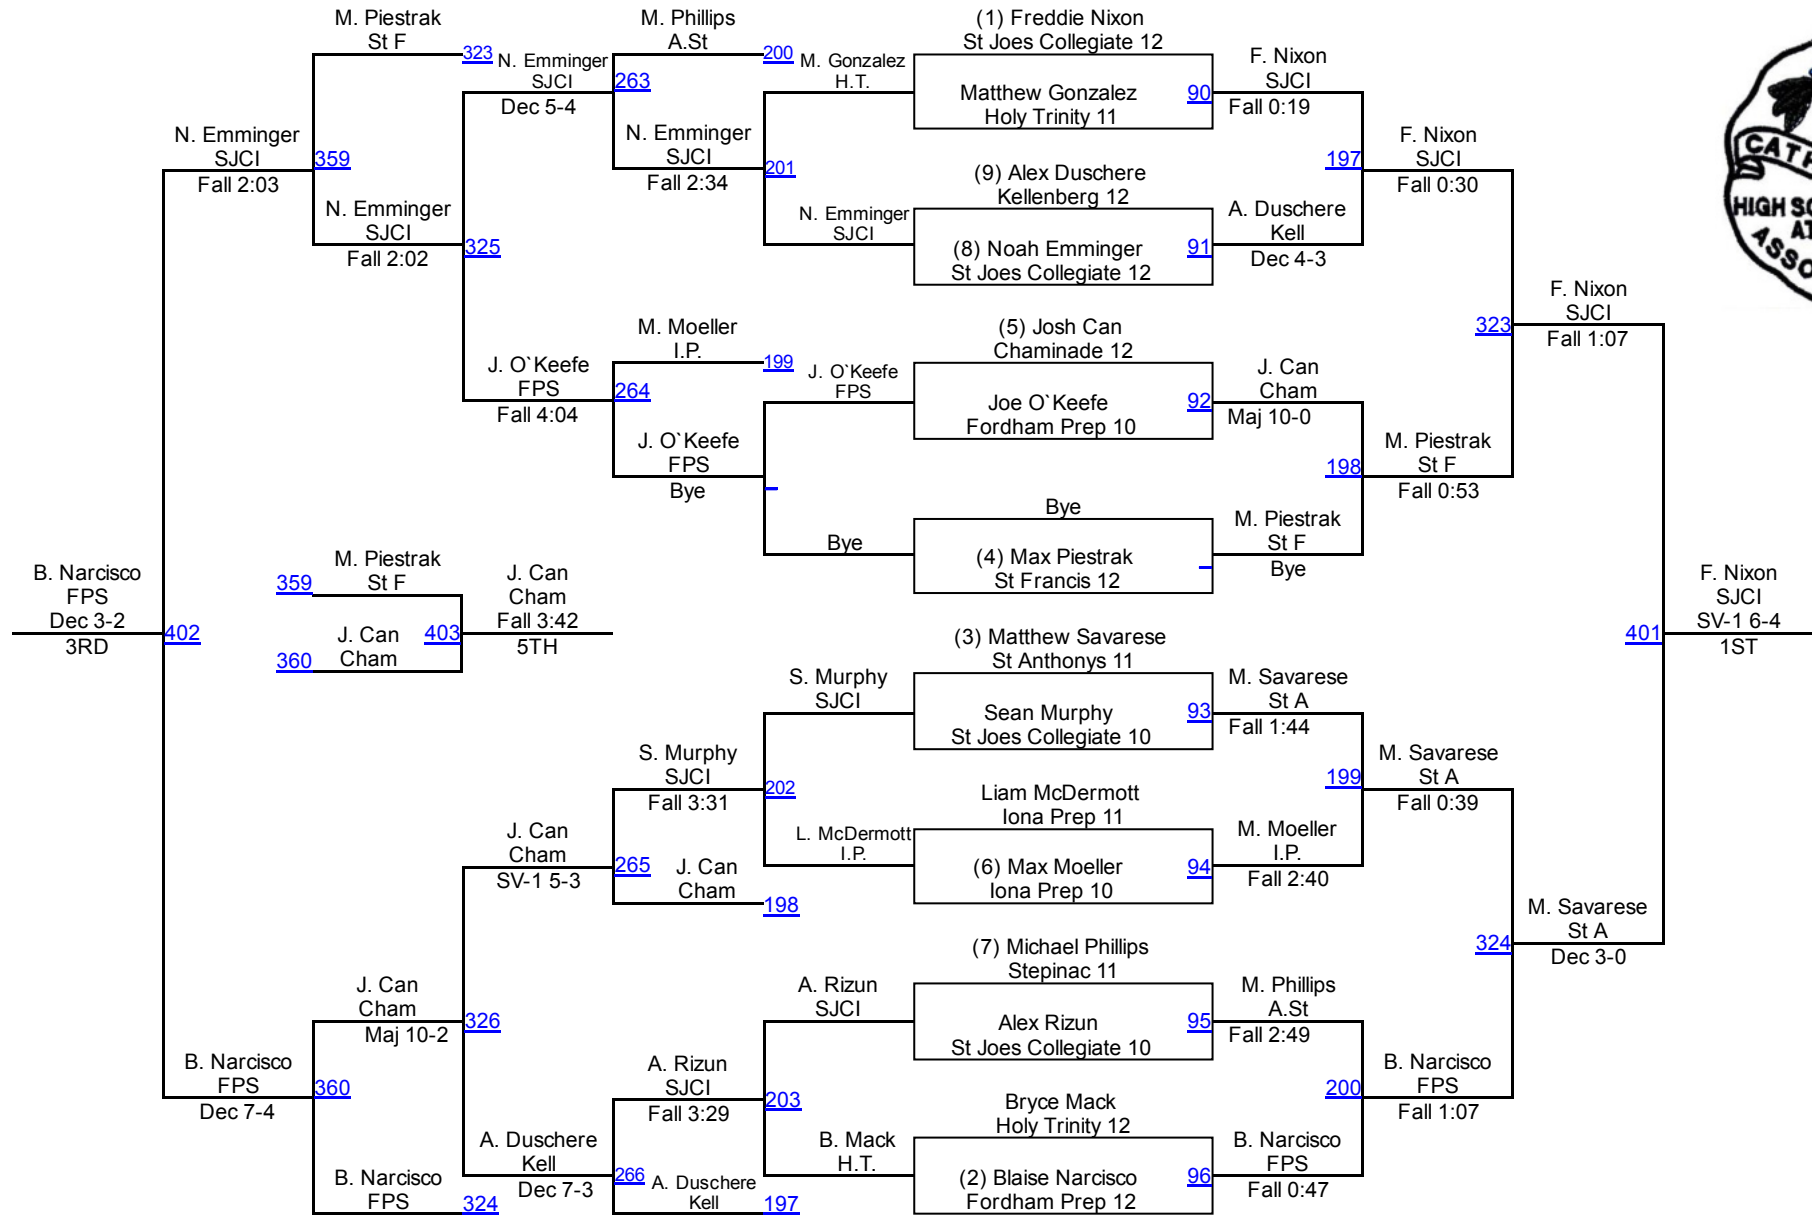 M. Piestrak
St F
323
N. Emminger
SJCI
Fall 2:03
359
N. Emminger
SJCI
Fall 2:02
325
N. Emminger
SJCI
Dec 5-4
263
M. Phillips
A.St
200
N. Emminger
SJCI
Fall 2:34
201
M. Gonzalez
H.T.
N. Emminger
SJCI
J. O`Keefe
FPS
Fall 4:04
264
M. Moeller
I.P.
199
J. O`Keefe
FPS
Bye
J. O`Keefe
FPS
Bye
B. Narcisco
FPS
Dec 3-2
3RD
402
359
M. Piestrak
St F
360
J. Can
Cham
403
J. Can
Cham
Fall 3:42
5TH
S. Murphy
SJCI
L. McDermott
I.P.
202
S. Murphy
SJCI
Fall 3:31
J. Can
Cham
SV-1 5-3
265
J. Can
Cham
198
J. Can
Cham
Maj 10-2
326
B. Narcisco
FPS
Dec 7-4
360
B. Narcisco
FPS
324
A. Duschere
Kell
Dec 7-3
266
A. Duschere
Kell
197
A. Rizun
SJCI
Fall 3:29
203
A. Rizun
SJCI
B. Mack
H.T.
(1) Freddie Nixon
St Joes Collegiate 12
Matthew Gonzalez
Holy Trinity 11
90
(9) Alex Duschere
Kellenberg 12
(8) Noah Emminger
St Joes Collegiate 12
91
(5) Josh Can
Chaminade 12
Joe O`Keefe
Fordham Prep 10
92
Bye
(4) Max Piestrak
St Francis 12
(3) Matthew Savarese
St Anthonys 11
Sean Murphy
St Joes Collegiate 10
93
Liam McDermott
Iona Prep 11
(6) Max Moeller
Iona Prep 10
94
(7) Michael Phillips
Stepinac 11
Alex Rizun
St Joes Collegiate 10
95
Bryce Mack
Holy Trinity 12
(2) Blaise Narcisco
Fordham Prep 12
96
F. Nixon
SJCI
Fall 0:19
197
A. Duschere
Kell
Dec 4-3
J. Can
Cham
Maj 10-0
198
M. Piestrak
St F
Bye
M. Savarese
St A
Fall 1:44
199
M. Moeller
I.P.
Fall 2:40
M. Phillips
A.St
Fall 2:49
200
B. Narcisco
FPS
Fall 0:47
F. Nixon
SJCI
Fall 0:30
323
M. Piestrak
St F
Fall 0:53
M. Savarese
St A
Fall 0:39
324
B. Narcisco
FPS
Fall 1:07
F. Nixon
SJCI
Fall 1:07
401
M. Savarese
St A
Dec 3-0
F. Nixon
SJCI
SV-1 6-4
1ST
HIGH